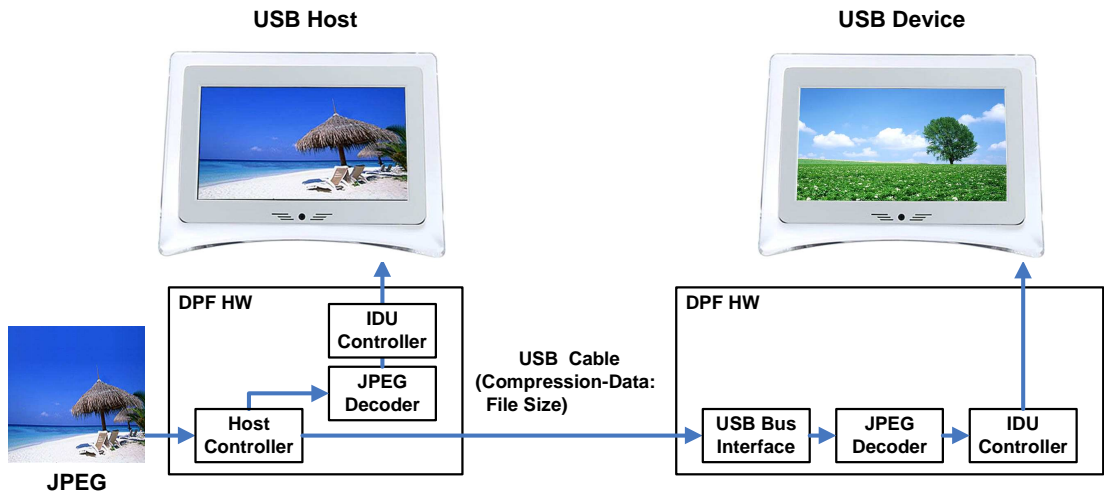 USB Host
USB Device
DPF HW
IDU
Controller
JPEG
Decoder
Host
Controller
JPEG
USB Cable
(Compression-Data:
File Size)
DPF HW
USB Bus
Interface
JPEG
Decoder
IDU
Controller